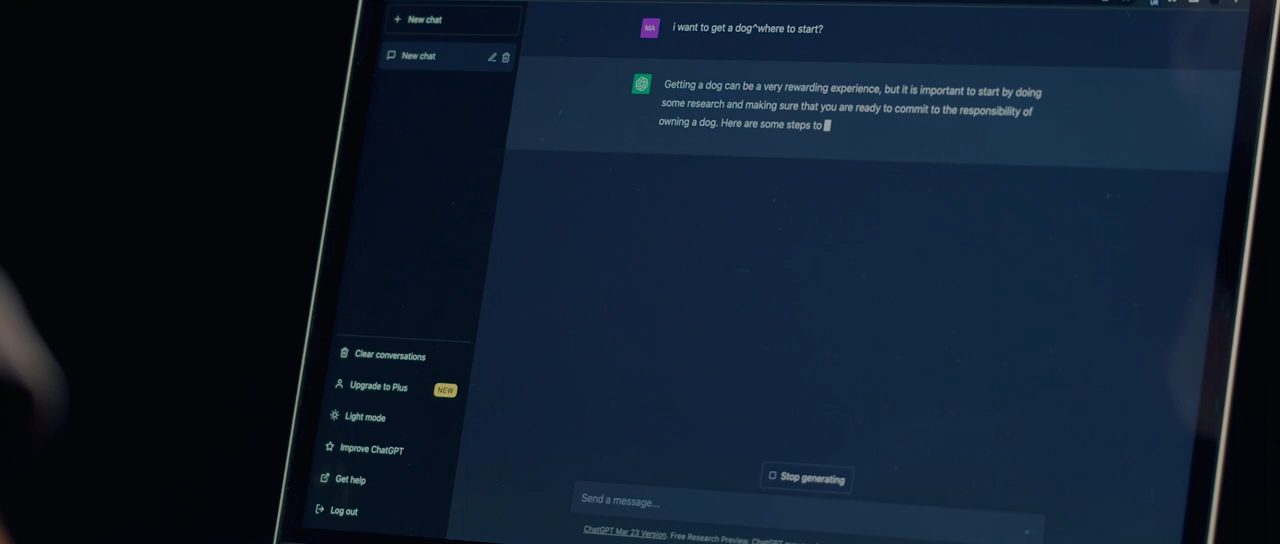 New chat
New chat
MA
i want to get a dog^where to start?
Getting a dog can be a very rewarding experience, but it is important to start by doing
some research and making sure that you are ready to commit to the responsibility of
owning a dog. Here are some steps to
Clear conversations
Upgrade to Plus NEW
Light mode
Improve ChatGPT
Get help
Log out
Stop generating
Send a message...
ChatGPT Mar 23 Version. Free Research Preview. ChatGPT